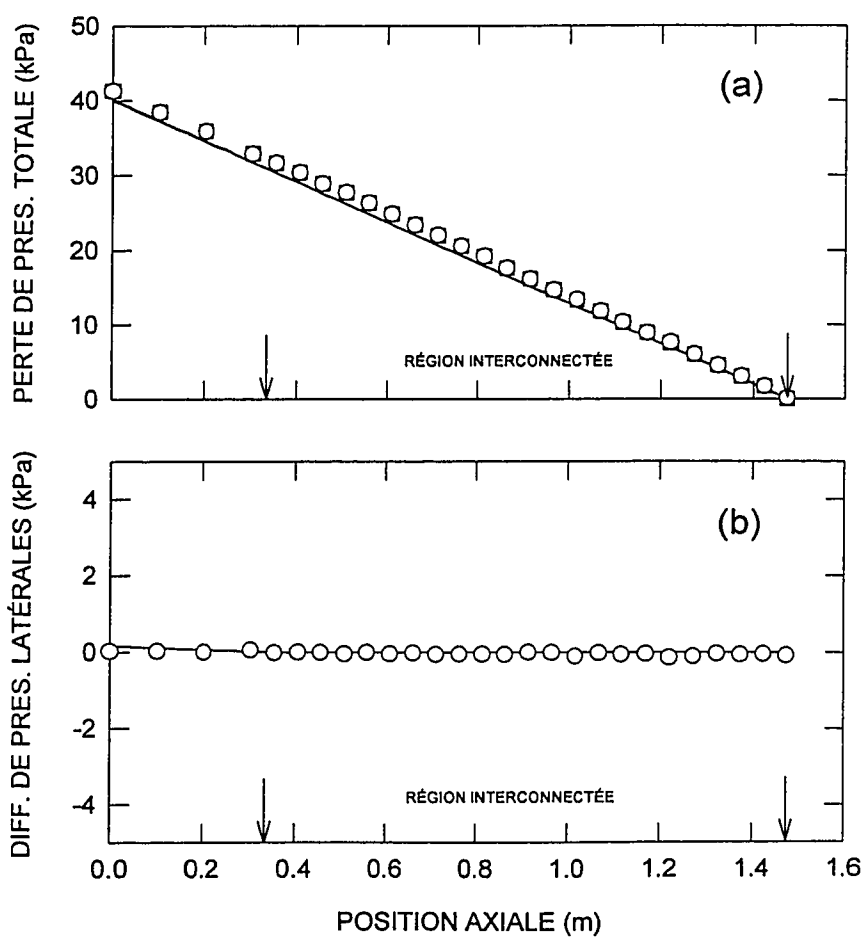 PERTE DE PRES. TOTALE (kPa)
50
40
30
20
10
0
(a)
RÉGION INTERCONNECTÉE
DIFF. DE PRES. LATÉRALES (kPa)
4
2
0
-2
-4
(b)
RÉGION INTERCONNECTÉE
0.0 0.2 0.4 0.6 0.8 1.0 1.2 1.4 1.6
POSITION AXIALE (m)